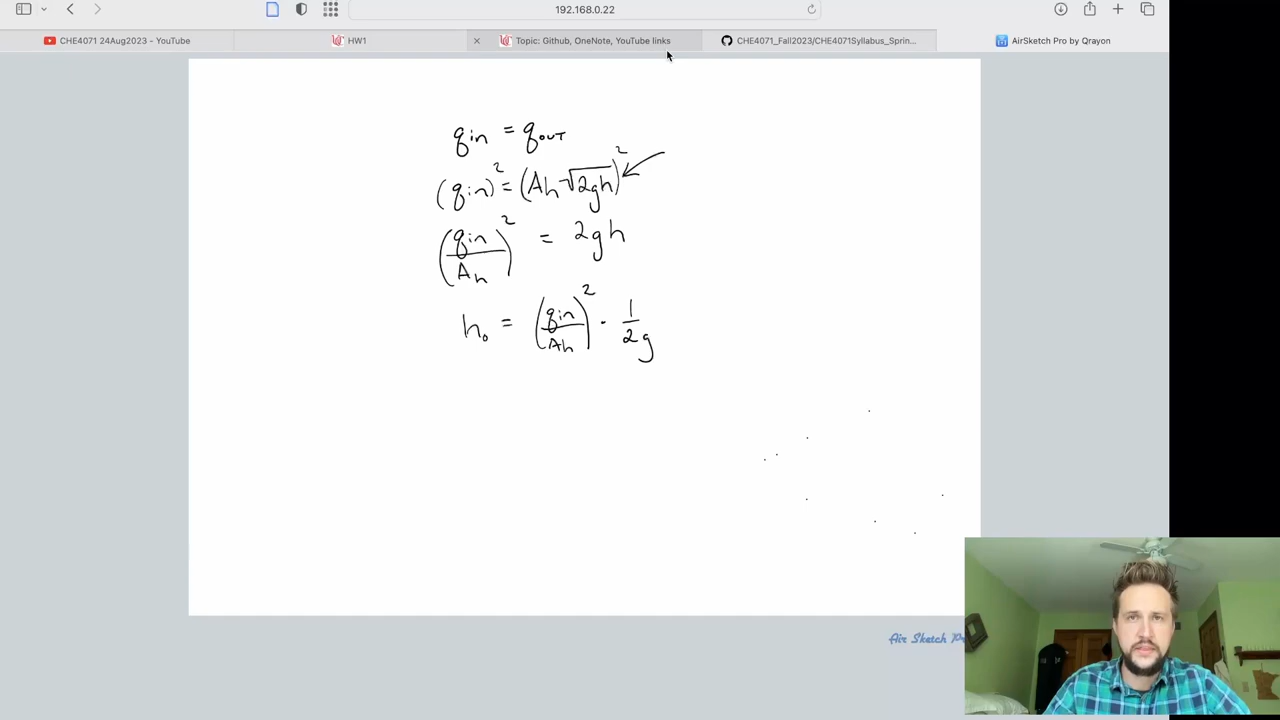 192.168.0.22
CHE4071 24Aug2023 – YouTube
HW1
Topic: Github, OneNote, YouTube links
CHE4071_Fall2023/CHE4071Syllabus_Sprin...
AirSketch Pro by Qrayon
qin = qOUT
(qin)² = (Ah √2gh)²
(qin/Ah)² = 2gh
h₀ = (qin/Ah)² · 1/2g
Air Sketch Pr